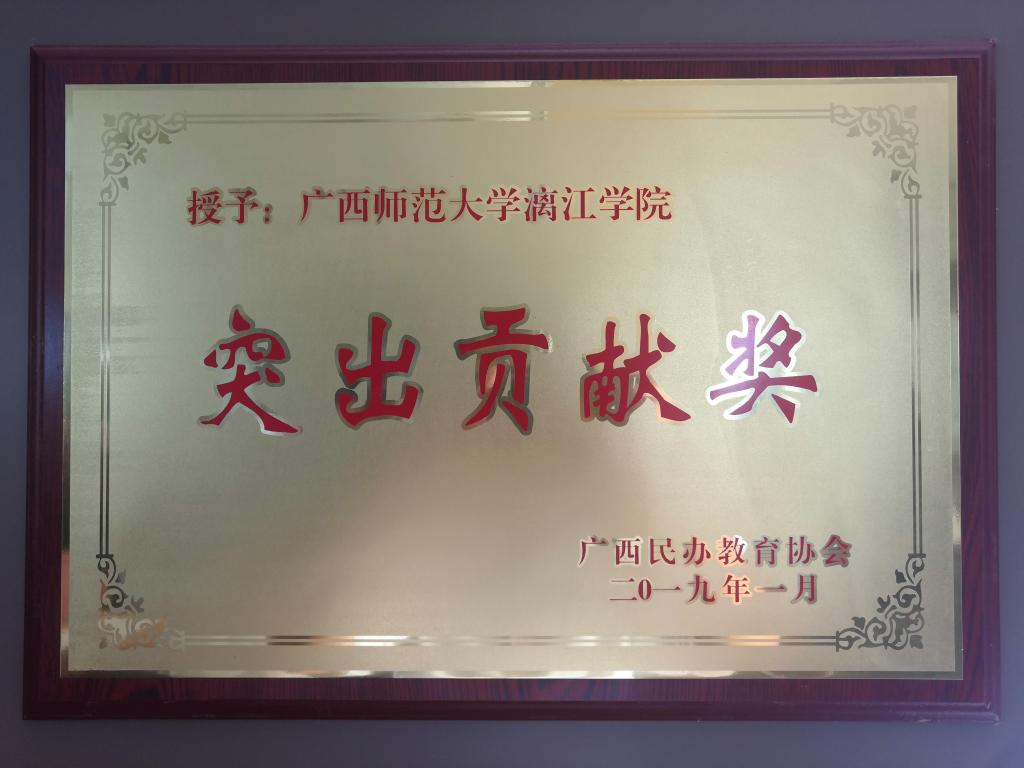 授予：广西师范大学漓江学院
突出贡献奖
广西民办教育协会
二0一九年一月